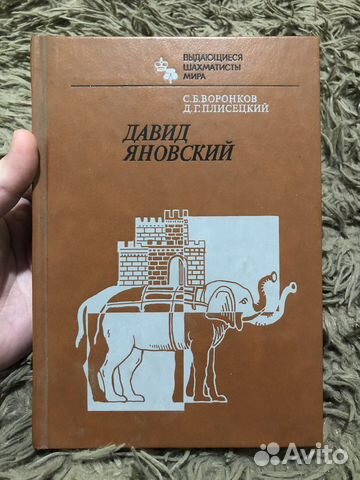 ВЫДАЮЩИЕСЯ
ШАХМАТИСТЫ
МИРА
С.Б.ВОРОНКОВ
Д.Г.ПЛИСЕЦКИЙ
ДАВИД
ЯНОВСКИЙ
Avito